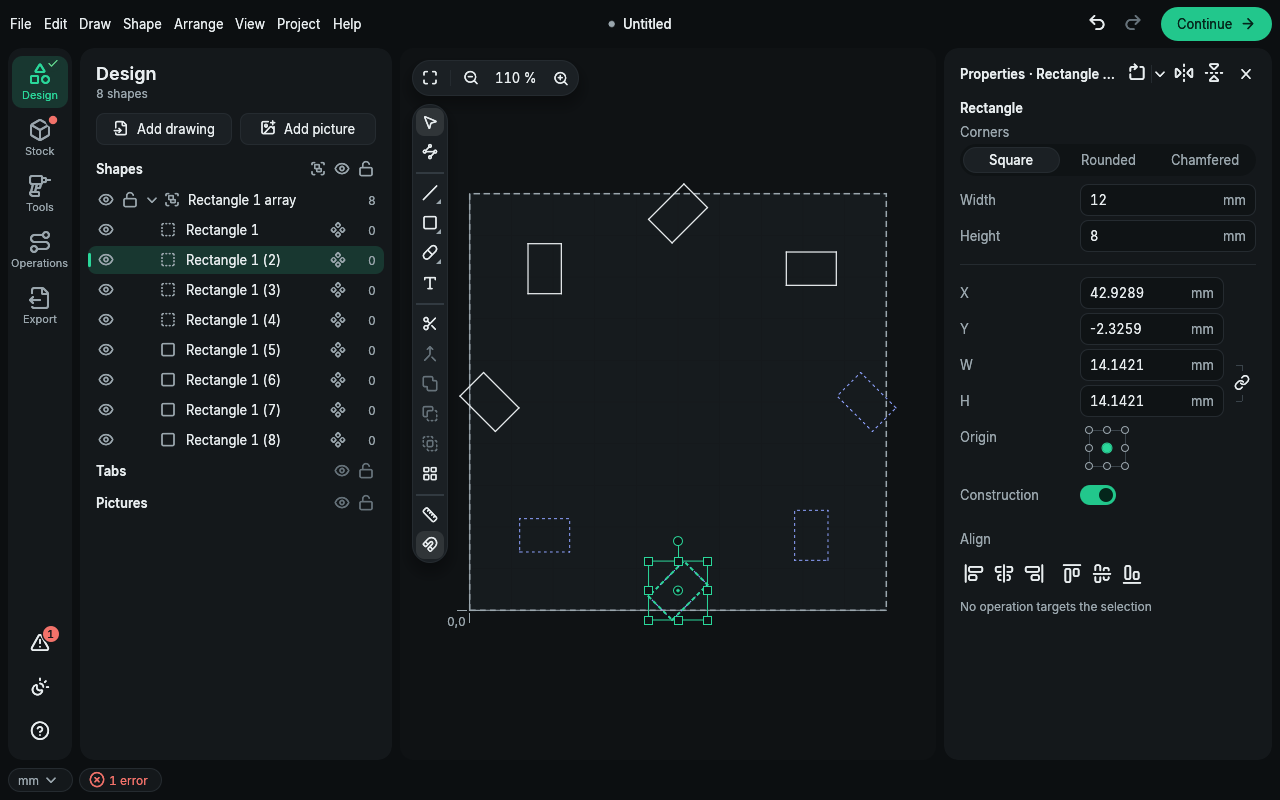 File Edit Draw Shape Arrange View Project Help
Untitled
Continue
Design
Stock
Tools
Operations
Export
1
Design
8 shapes
Add drawing
Add picture
Shapes
Rectangle 1 array 8
Rectangle 1 0
Rectangle 1 (2) 0
Rectangle 1 (3) 0
Rectangle 1 (4) 0
Rectangle 1 (5) 0
Rectangle 1 (6) 0
Rectangle 1 (7) 0
Rectangle 1 (8) 0
Tabs
Pictures
110 %
0,0
Properties · Rectangle ...
Rectangle
Corners
Square Rounded Chamfered
Width 12 mm
Height 8 mm
X 42.9289 mm
Y -2.3259 mm
W 14.1421 mm
H 14.1421 mm
Origin
Construction
Align
No operation targets the selection
mm
1 error